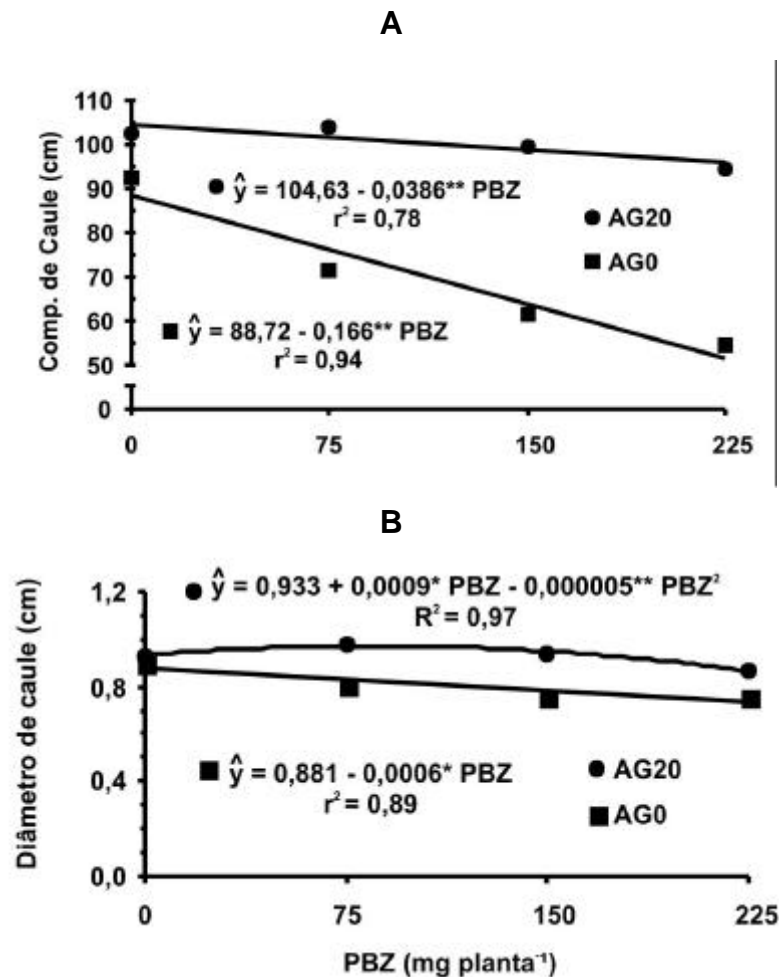 A
Comp. de Caule (cm)
110
100
90
80
70
60
50
0
ŷ = 104,63 - 0,0386** PBZ
r² = 0,78
AG20
AG0
ŷ = 88,72 - 0,166** PBZ
r² = 0,94
0 75 150 225
B
Diâmetro de caule (cm)
1,2
0,8
0,4
0,0
ŷ = 0,933 + 0,0009* PBZ - 0,000005** PBZ²
R² = 0,97
ŷ = 0,881 - 0,0006* PBZ
r² = 0,89
AG20
AG0
0 75 150 225
PBZ (mg planta⁻¹)